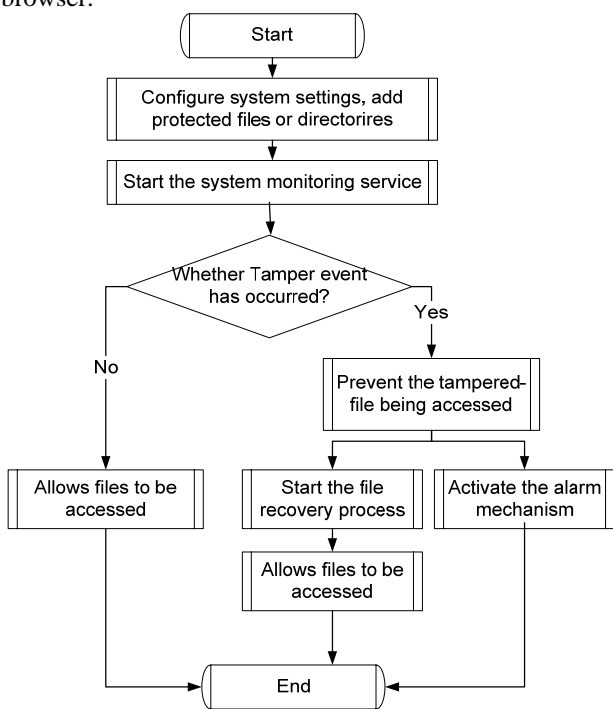 browser.
Start
Configure system settings, add
protected files or directorires
Start the system monitoring service
Whether Tamper event
has occurred?
Yes
No
Prevent the tampered-
file being accessed
Allows files to be
accessed
Start the file
recovery process
Activate the alarm
mechanism
Allows files to be
accessed
End